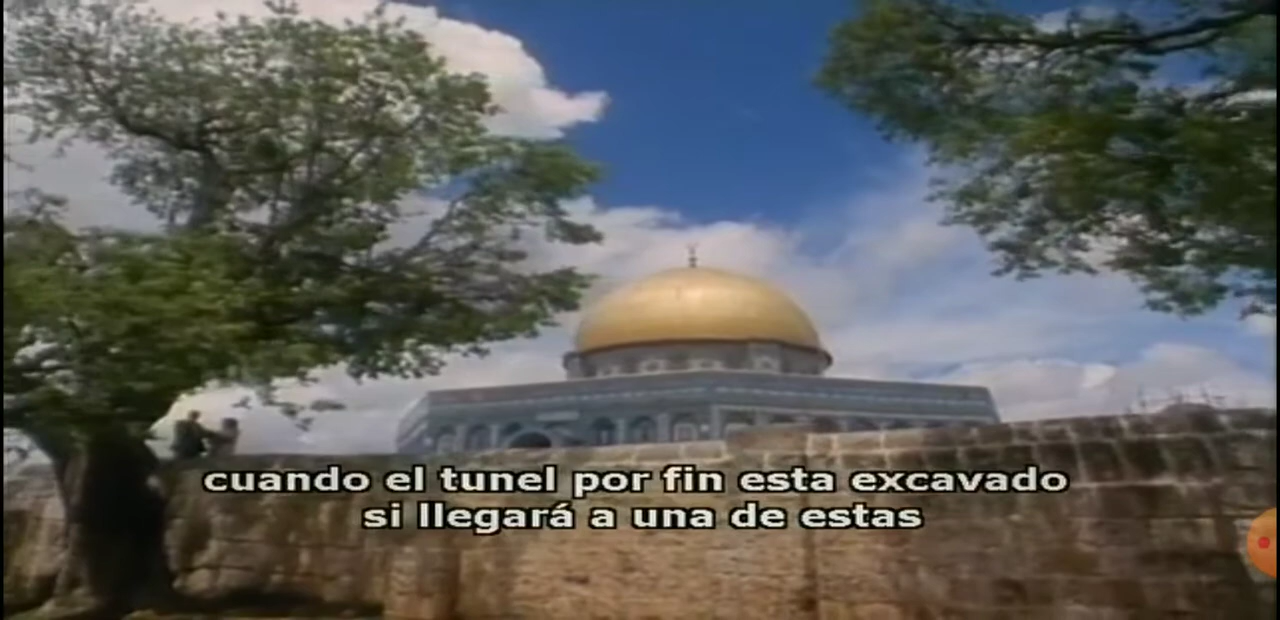 cuando el tunel por fin esta excavado
si llegará a una de estas